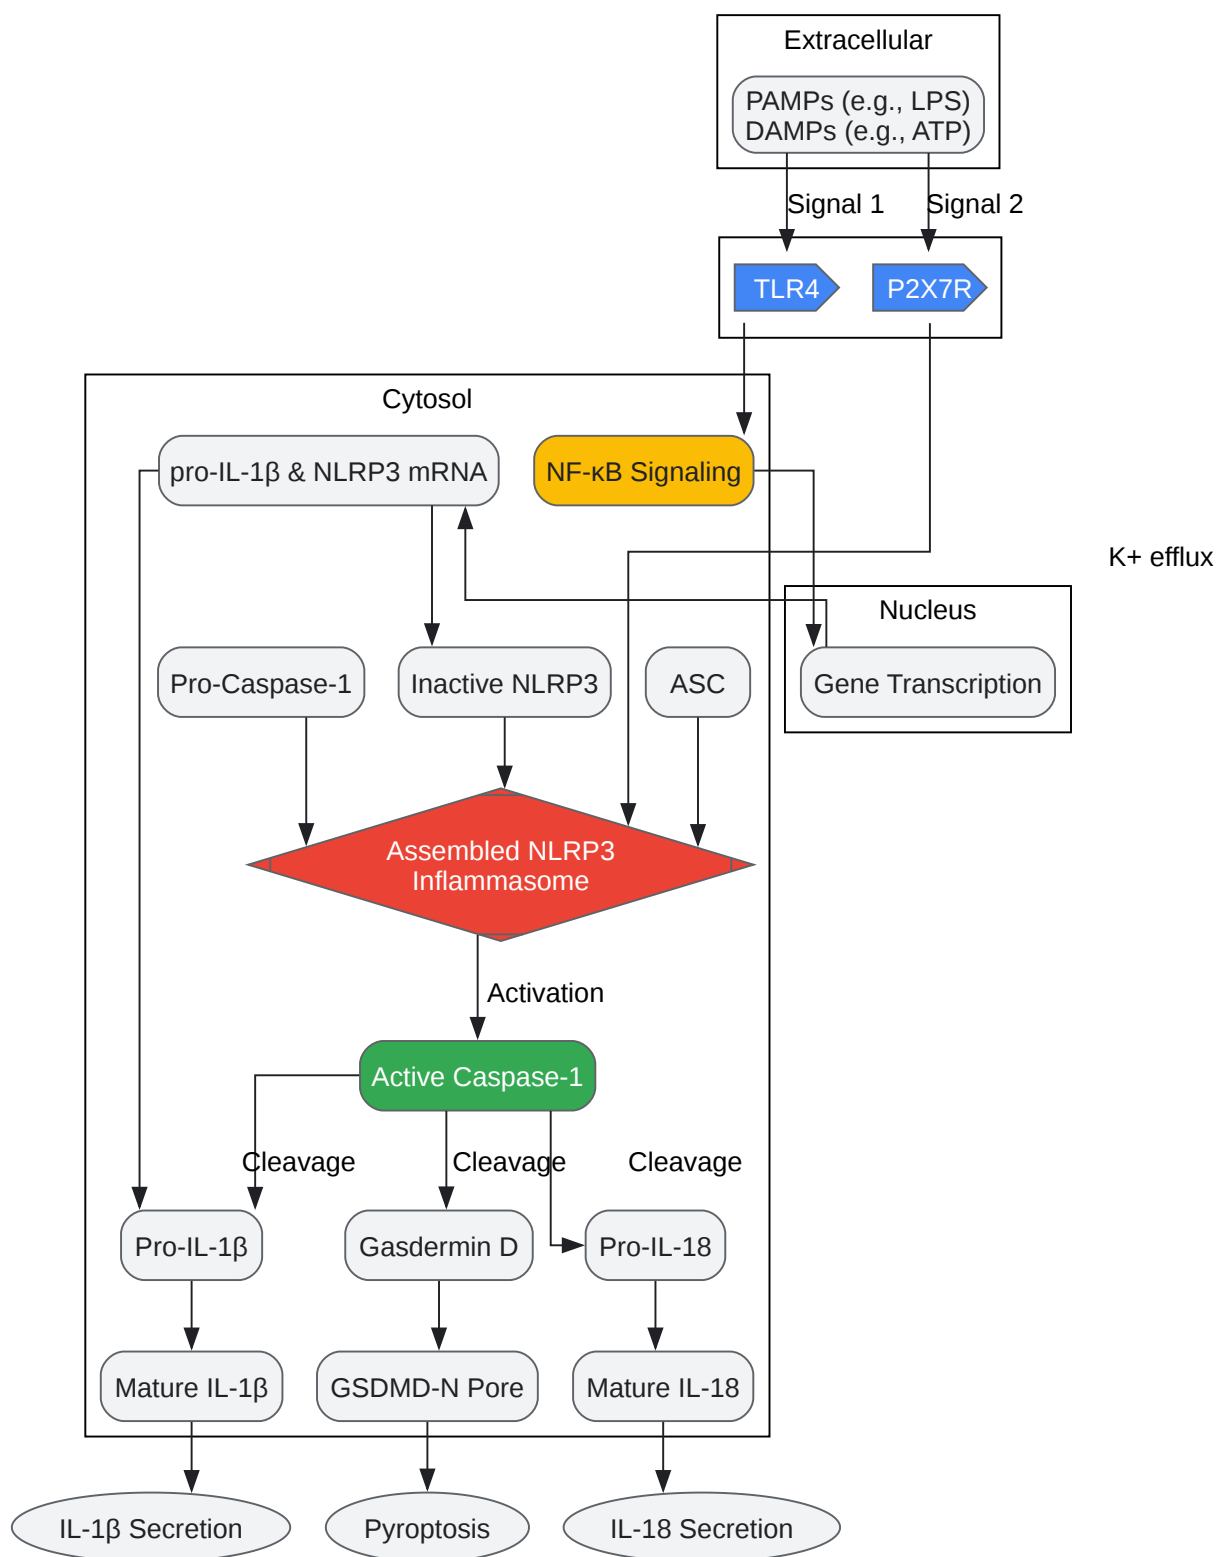 Extracellular
PAMPs (e.g., LPS)
DAMPs (e.g., ATP)
Signal 1
Signal 2
TLR4
P2X7R
Cytosol
pro-IL-1β & NLRP3 mRNA
NF-κB Signaling
K+ efflux
Nucleus
Pro-Caspase-1
Inactive NLRP3
ASC
Gene Transcription
Assembled NLRP3
Inflammasome
Activation
Active Caspase-1
Cleavage
Cleavage
Cleavage
Pro-IL-1β
Gasdermin D
Pro-IL-18
Mature IL-1β
GSDMD-N Pore
Mature IL-18
IL-1β Secretion
Pyroptosis
IL-18 Secretion